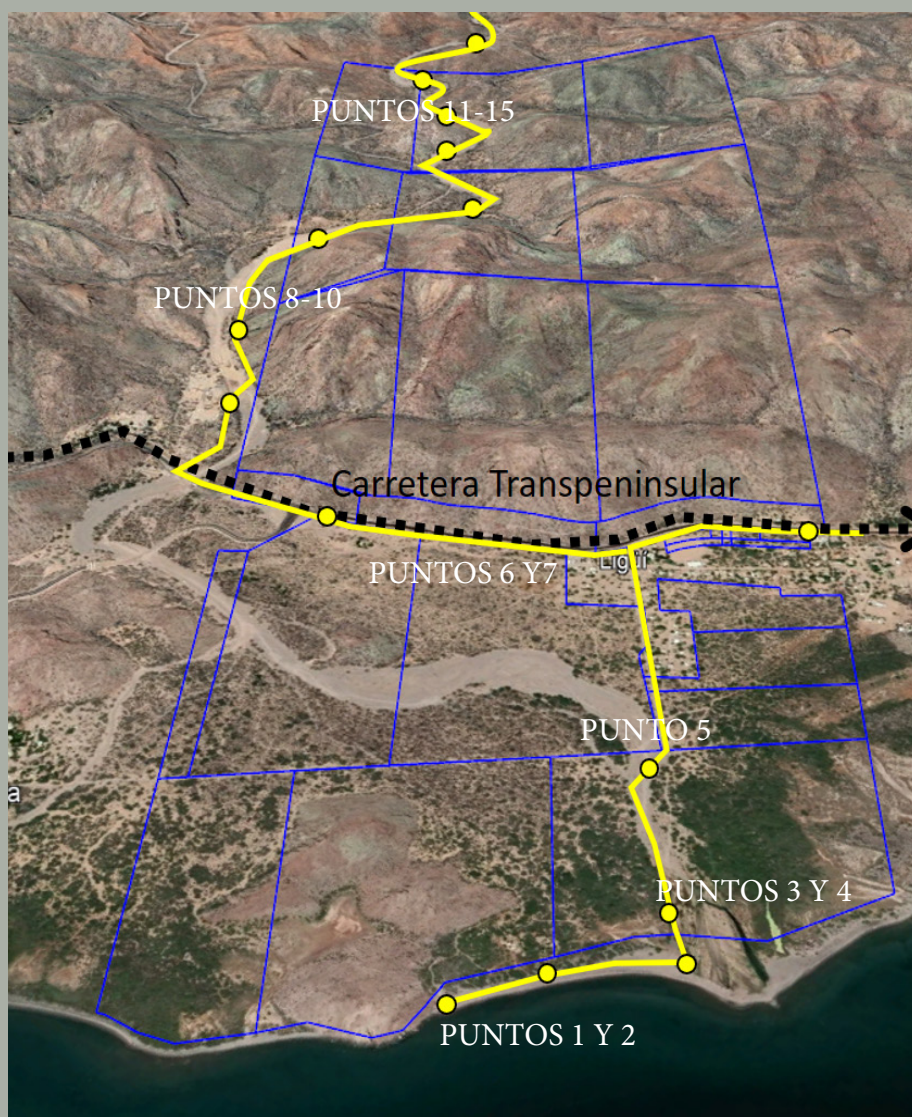 PUNTOS 11-15
PUNTOS 8-10
Carretera Transpeninsular
Ligüí
PUNTOS 6 Y7
PUNTO 5
a
PUNTOS 3 Y 4
PUNTOS 1 Y 2